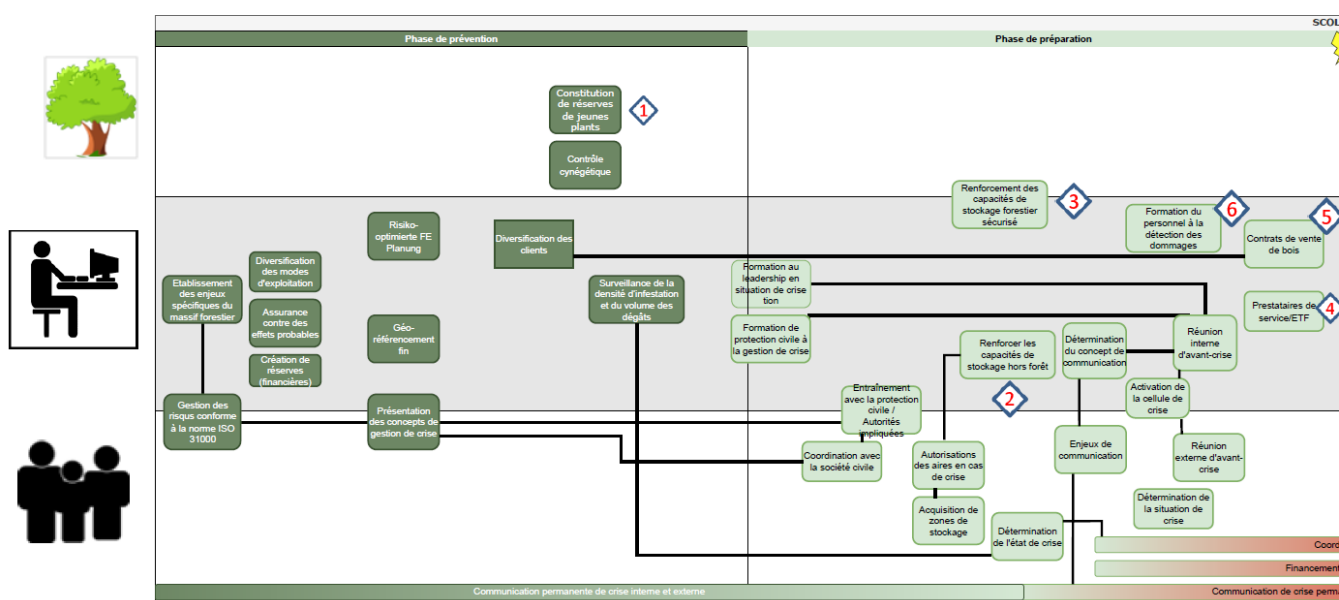 SCOL
Phase de prévention
Phase de préparation
Constitution
de réserves
de jeunes
plants
1
Contrôle
cynégétique
Renforcement des
capacités de
stockage forestier
sécurisé
3
Formation du
personnel à la
détection des
dommages
6
5
Contrats de vente
de bois
Risiko-
optimierte FE
Planung
Diversification des
clients
Diversification
des modes
d'exploitation
Etablissement
des enjeux
spécifiques du
massif forestier
Assurance
contre des
effets probables
Création de
réserves
(financières)
Géo-
référencement
fin
Surveillance de la
densité d'infestation
et du volume des
dégâts
Formation au
leadership en
situation de crise
tion
Formation de
protection civile à
la gestion de crise
Renforcer les
capacités de
stockage hors forêt
2
Détermination
du concept de
communication
Réunion
interne
d'avant-crise
Prestataires de
service/ETF
4
Activation de
la cellule de
crise
Gestion des
risqus conforme
à la norme ISO
31000
Présentation
des concepts de
gestion de crise
Entraînement
avec la protection
civile /
Autorités
impliquées
Coordination avec
la société civile
Autorisations
des aires en cas
de crise
Acquisition de
zones de
stockage
Enjeux de
communication
Réunion
externe d'avant-
crise
Détermination de
la situation de
crise
Détermination
de l'état de crise
Coord
Financement
Communication permanente de crise interne et externe
Communication de crise perm